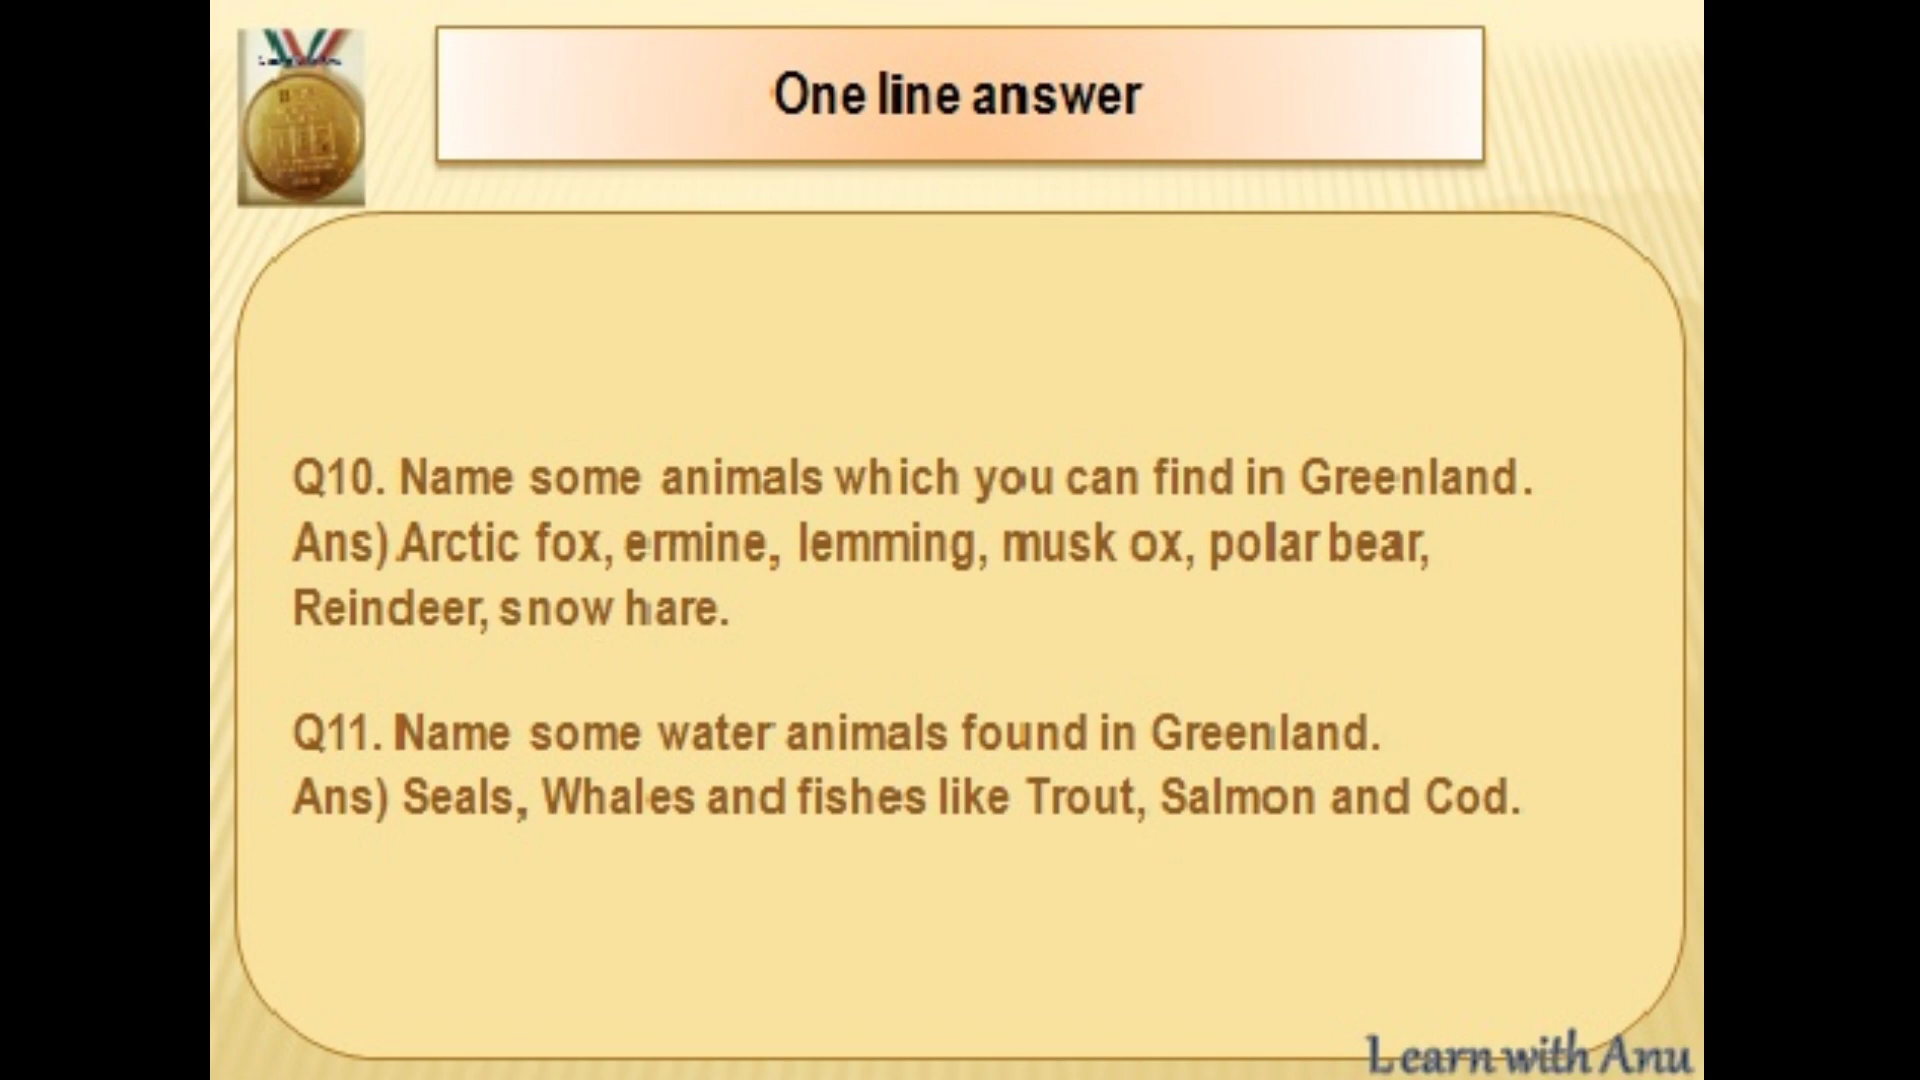 One line answer
Q10. Name some animals which you can find in Greenland.
Ans) Arctic fox, ermine, lemming, musk ox, polar bear,
Reindeer, snow hare.
Q11. Name some water animals found in Greenland.
Ans) Seals, Whales and fishes like Trout, Salmon and Cod.
Learn with Anu